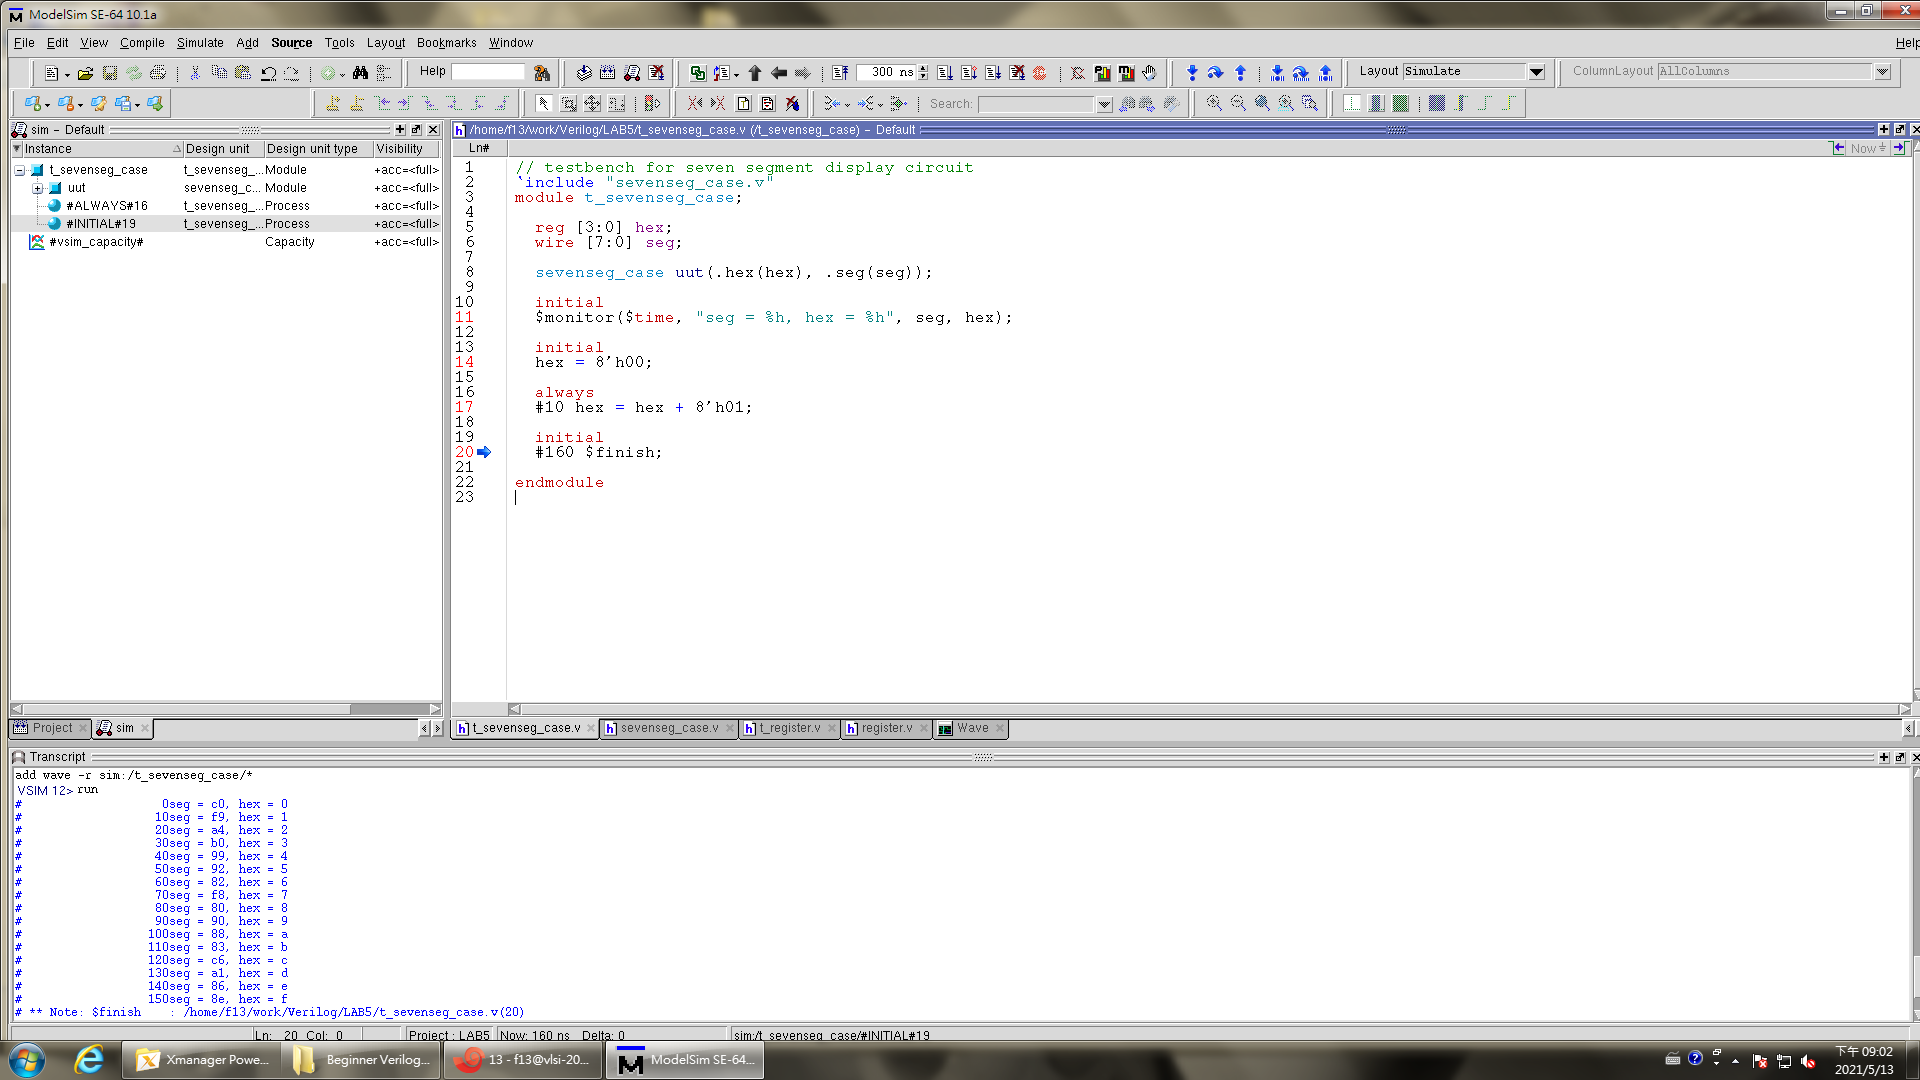 ModelSim SE-64 10.1a
File Edit View Compile Simulate Add Source Tools Layout Bookmarks Window Help
Help 300 ns Layout Simulate ColumnLayout AllColumns
Search:
sim - Default
Instance Design unit Design unit type Visibility
t_sevenseg_case t_sevenseg_... Module +acc=<full>
uut sevenseg_c... Module +acc=<full>
#ALWAYS#16 t_sevenseg_... Process +acc=<full>
#INITIAL#19 t_sevenseg_... Process +acc=<full>
#vsim_capacity# Capacity +acc=<full>
Project sim
/home/f13/work/Verilog/LAB5/t_sevenseg_case.v (/t_sevenseg_case) - Default
Ln# Now
1 // testbench for seven segment display circuit
2 `include "sevenseg_case.v"
3 module t_sevenseg_case;
4
5 reg [3:0] hex;
6 wire [7:0] seg;
7
8 sevenseg_case uut(.hex(hex), .seg(seg));
9
10 initial
11 $monitor($time, "seg = %h, hex = %h", seg, hex);
12
13 initial
14 hex = 8'h00;
15
16 always
17 #10 hex = hex + 8'h01;
18
19 initial
20 #160 $finish;
21
22 endmodule
23
t_sevenseg_case.v sevenseg_case.v t_register.v register.v Wave
Transcript
add wave -r sim:/t_sevenseg_case/*
VSIM 12> run
# 0seg = c0, hex = 0
# 10seg = f9, hex = 1
# 20seg = a4, hex = 2
# 30seg = b0, hex = 3
# 40seg = 99, hex = 4
# 50seg = 92, hex = 5
# 60seg = 82, hex = 6
# 70seg = f8, hex = 7
# 80seg = 80, hex = 8
# 90seg = 90, hex = 9
# 100seg = 88, hex = a
# 110seg = 83, hex = b
# 120seg = c6, hex = c
# 130seg = a1, hex = d
# 140seg = 86, hex = e
# 150seg = 8e, hex = f
# ** Note: $finish : /home/f13/work/Verilog/LAB5/t_sevenseg_case.v(20)
Ln: 20 Col: 0 Project : LAB5 Now: 160 ns Delta: 0 sim:/t_sevenseg_case/#INITIAL#19
Xmanager Powe... Beginner Verilog... 13 - f13@vlsi-20... ModelSim SE-64...
下午 09:02
2021/5/13